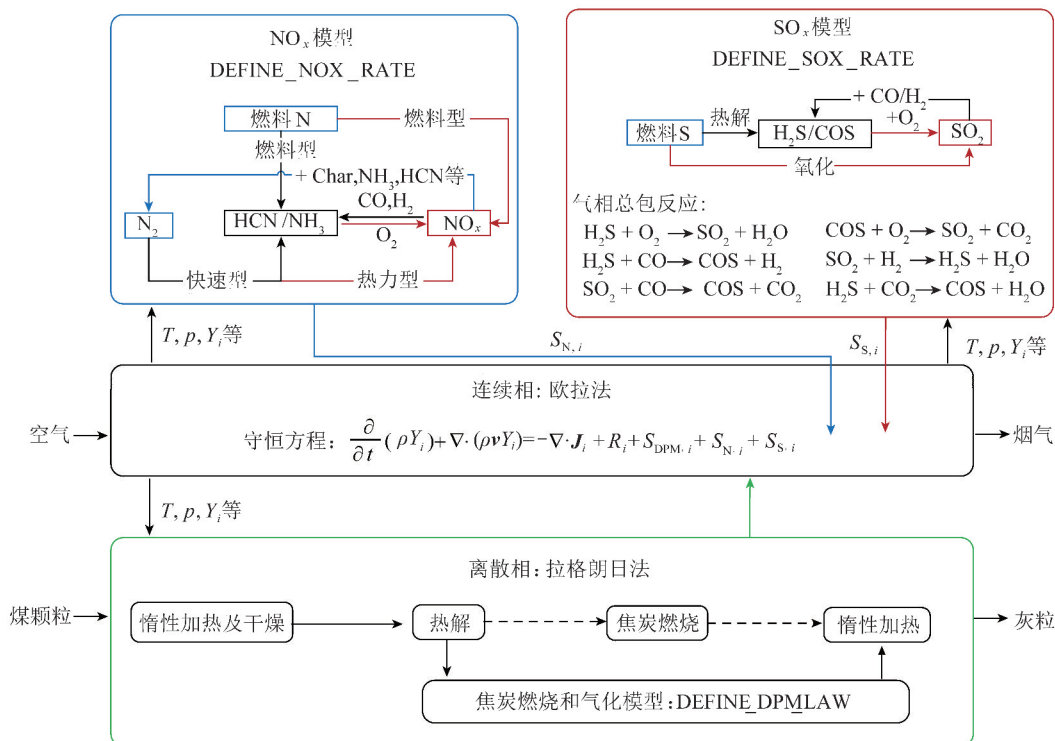 NOₓ模型
DEFINE_NOX_RATE
燃料 N
燃料型
燃料型
+ Char,NH₃,HCN等
CO,H₂
N₂
HCN /NH₃
NOₓ
O₂
快速型
热力型
SOₓ模型
DEFINE_SOX_RATE
+ CO/H₂
热解
+O₂
燃料S
H₂S/COS
SO₂
氧化
气相总包反应:
H₂S + O₂ → SO₂ + H₂O
COS + O₂→ SO₂ + CO₂
H₂S + CO→ COS + H₂
SO₂ + H₂→H₂S + H₂O
SO₂ + CO→ COS + CO₂
H₂S + CO₂→COS + H₂O
T, p, Yᵢ等
S_N, i
S_S, i
T, p, Yᵢ等
连续相: 欧拉法
空气
守恒方程: ∂/∂t( ρYᵢ)+∇·(ρvYᵢ)=−∇·Jᵢ + Rᵢ + S_DPM, i + S_N, i + S_S, i
烟气
T, p, Yᵢ等
离散相: 拉格朗日法
煤颗粒
惰性加热及干燥
热解
焦炭燃烧
惰性加热
灰粒
焦炭燃烧和气化模型:DEFINE_DPM_LAW